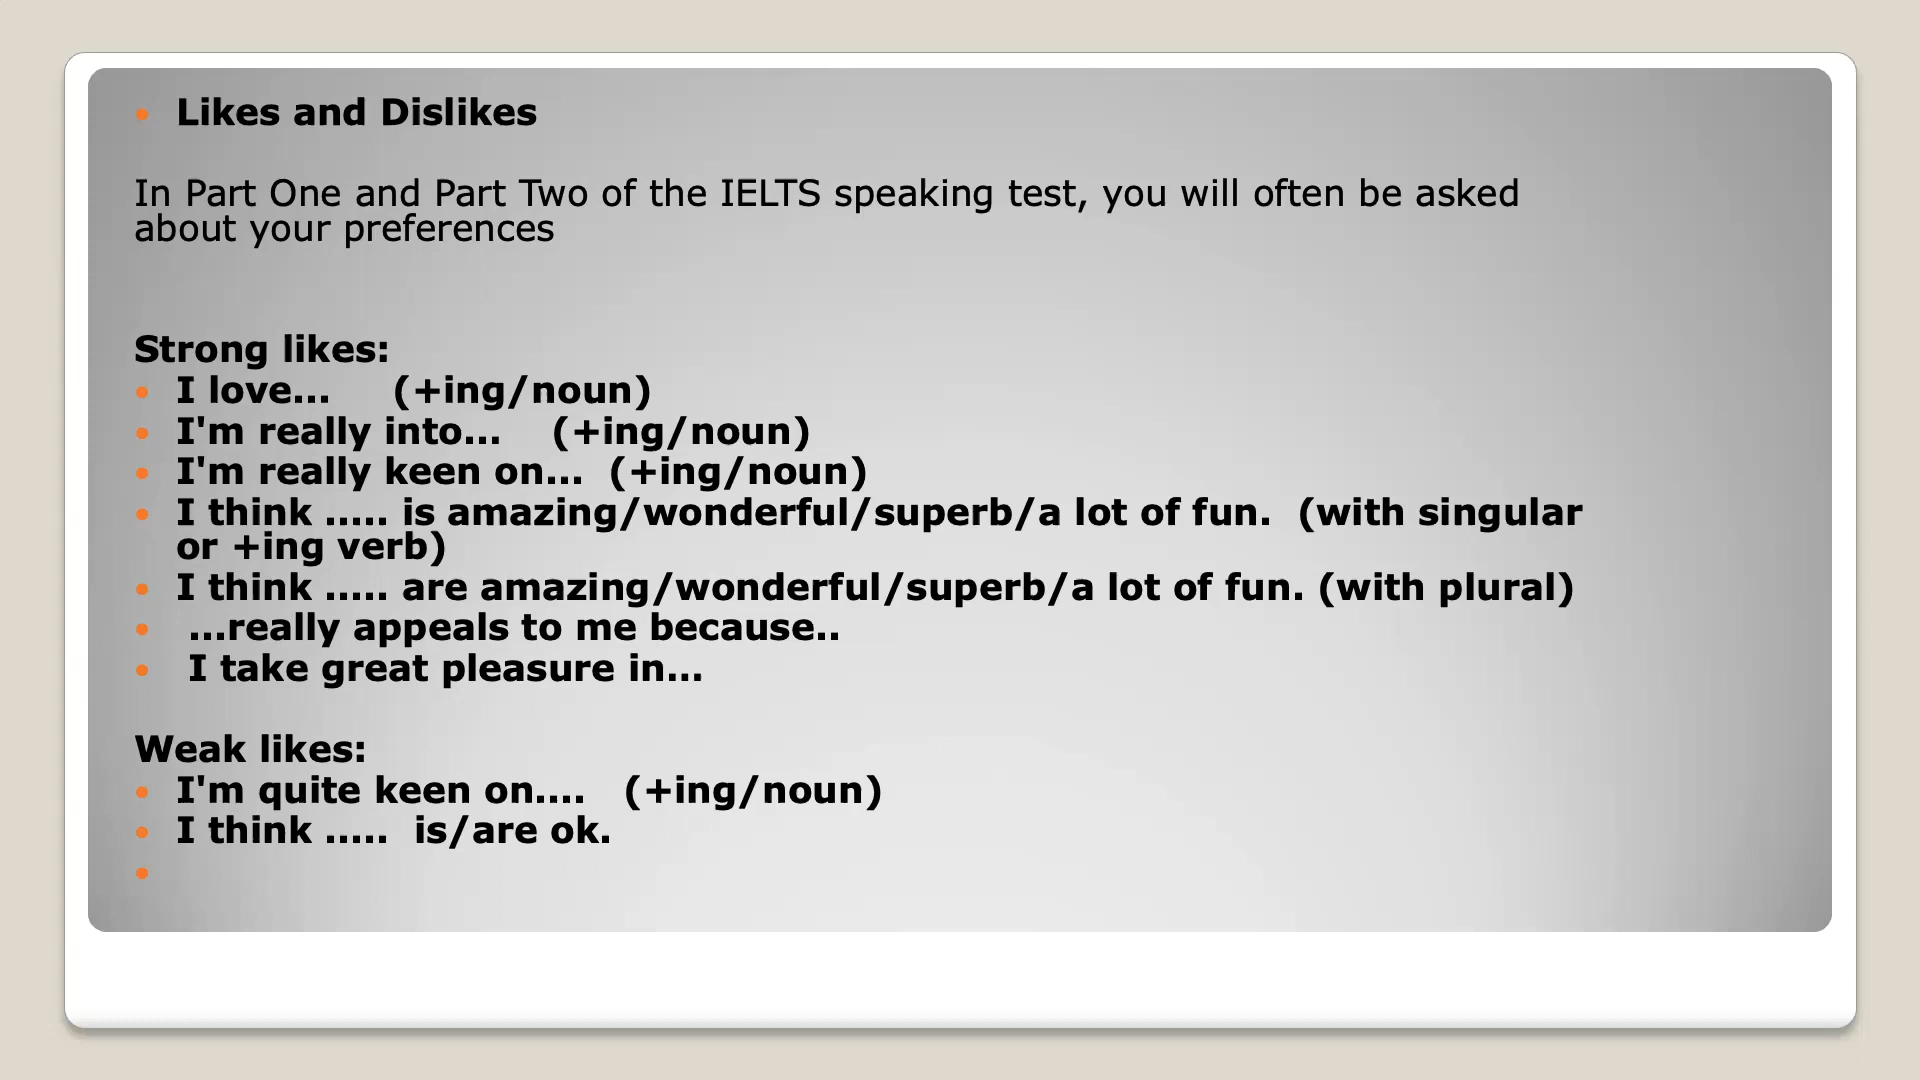 Likes and Dislikes
In Part One and Part Two of the IELTS speaking test, you will often be asked
about your preferences
Strong likes:
I love... (+ing/noun)
I'm really into... (+ing/noun)
I'm really keen on... (+ing/noun)
I think ..... is amazing/wonderful/superb/a lot of fun. (with singular
or +ing verb)
I think ..... are amazing/wonderful/superb/a lot of fun. (with plural)
...really appeals to me because..
I take great pleasure in...
Weak likes:
I'm quite keen on.... (+ing/noun)
I think ..... is/are ok.